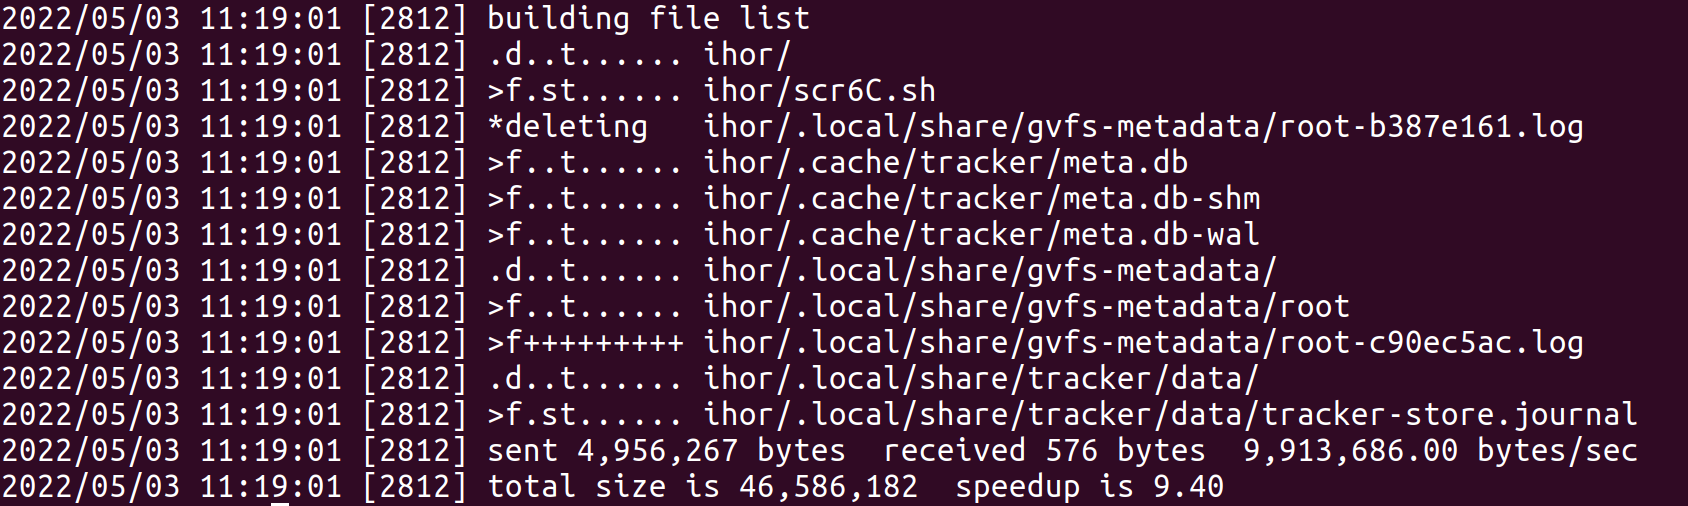 2022/05/03 11:19:01 [2812] building file list
2022/05/03 11:19:01 [2812] .d..t...... ihor/
2022/05/03 11:19:01 [2812] >f.st...... ihor/scr6C.sh
2022/05/03 11:19:01 [2812] *deleting   ihor/.local/share/gvfs-metadata/root-b387e161.log
2022/05/03 11:19:01 [2812] >f..t...... ihor/.cache/tracker/meta.db
2022/05/03 11:19:01 [2812] >f..t...... ihor/.cache/tracker/meta.db-shm
2022/05/03 11:19:01 [2812] >f..t...... ihor/.cache/tracker/meta.db-wal
2022/05/03 11:19:01 [2812] .d..t...... ihor/.local/share/gvfs-metadata/
2022/05/03 11:19:01 [2812] >f..t...... ihor/.local/share/gvfs-metadata/root
2022/05/03 11:19:01 [2812] >f+++++++++ ihor/.local/share/gvfs-metadata/root-c90ec5ac.log
2022/05/03 11:19:01 [2812] .d..t...... ihor/.local/share/tracker/data/
2022/05/03 11:19:01 [2812] >f.st...... ihor/.local/share/tracker/data/tracker-store.journal
2022/05/03 11:19:01 [2812] sent 4,956,267 bytes  received 576 bytes  9,913,686.00 bytes/sec
2022/05/03 11:19:01 [2812] total size is 46,586,182  speedup is 9.40